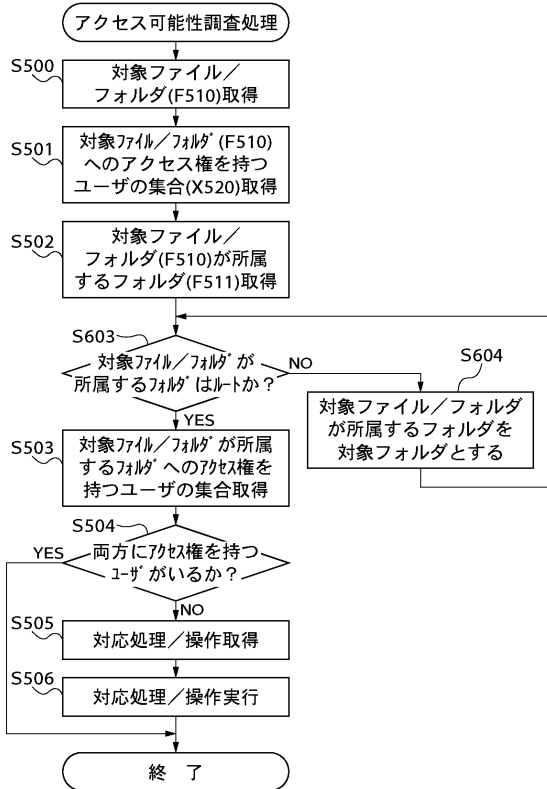 アクセス可能性調査処理
S500
対象ファイル／
フォルダ(F510)取得
S501
対象ﾌｧｲﾙ／ﾌｫﾙﾀﾞ(F510)
へのアクセス権を持つ
ユーザの集合(X520)取得
S502
対象ファイル／
フォルダ(F510)が所属
するフォルダ(F511)取得
S603
対象ﾌｧｲﾙ／ﾌｫﾙﾀﾞが
所属するﾌｫﾙﾀﾞはﾙｰﾄか？
NO
YES
S604
対象ファイル／フォルダ
が所属するフォルダを
対象フォルダとする
S503
対象ﾌｧｲﾙ／ﾌｫﾙﾀﾞが所属
するﾌｫﾙﾀﾞへのｱｸｾｽ権を
持つユーザの集合取得
S504
両方にｱｸｾｽ権を持つ
ﾕｰｻﾞがいるか？
YES
NO
S505
対応処理／操作取得
S506
対応処理／操作実行
終　了